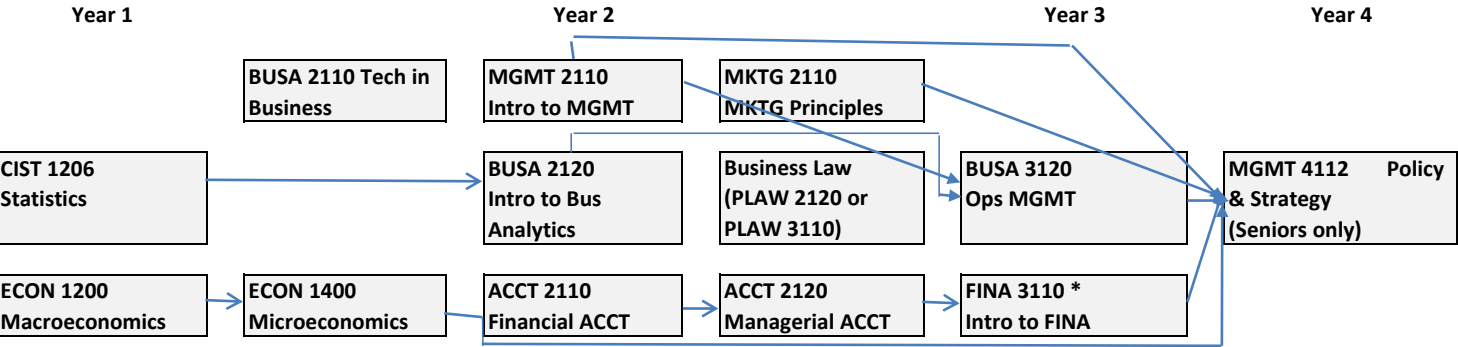 Year 1 Year 2 Year 3 Year 4
BUSA 2110 Tech in
Business
MGMT 2110
Intro to MGMT
MKTG 2110
MKTG Principles
CIST 1206
Statistics
BUSA 2120
Intro to Bus
Analytics
Business Law
(PLAW 2120 or
PLAW 3110)
BUSA 3120
Ops MGMT
MGMT 4112 Policy
& Strategy
(Seniors only)
ECON 1200
Macroeconomics
ECON 1400
Microeconomics
ACCT 2110
Financial ACCT
ACCT 2120
Managerial ACCT
FINA 3110 *
Intro to FINA